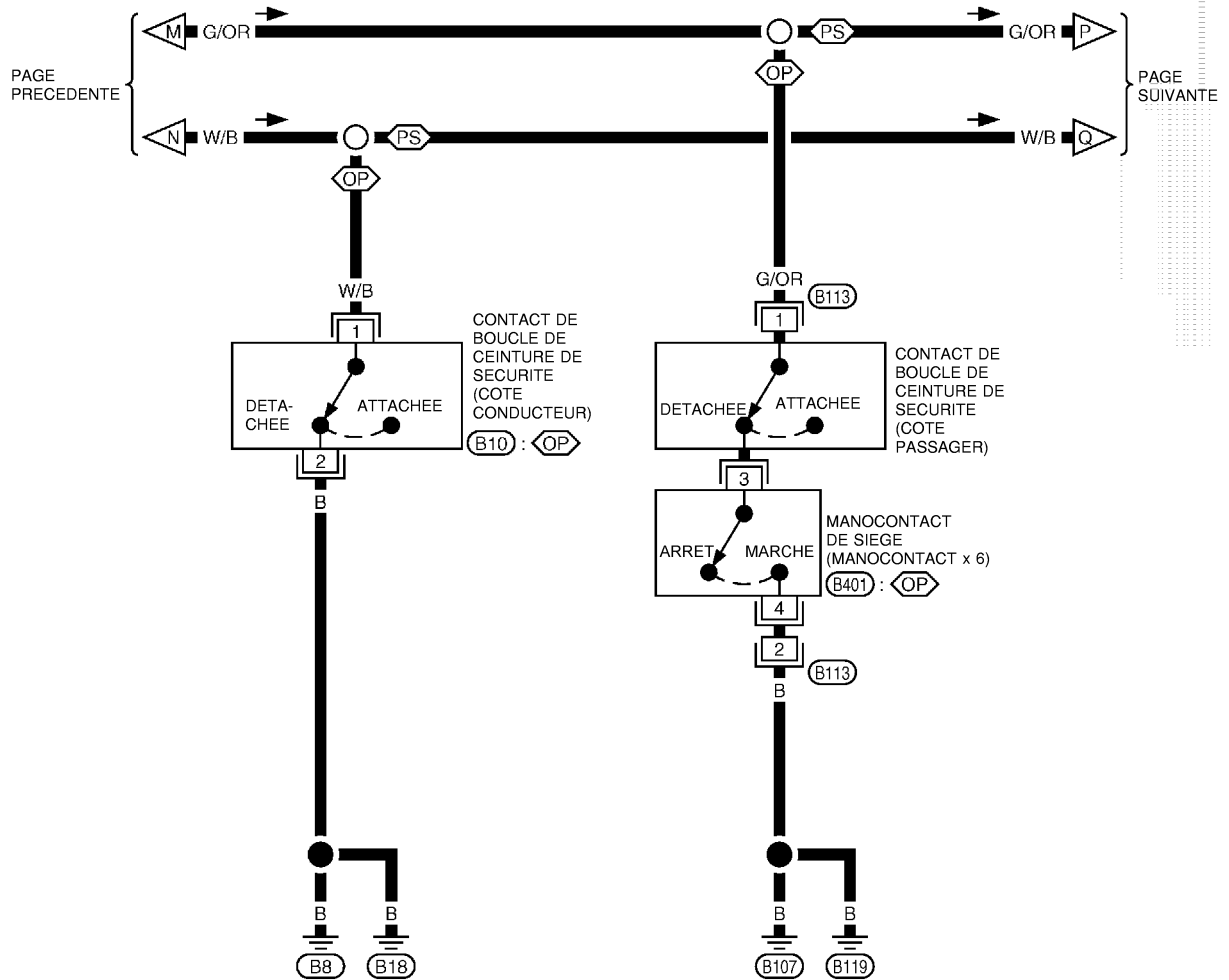 M G/OR PS G/OR P
OP
PAGE
PRECEDENTE
PAGE
SUIVANTE
N W/B PS W/B Q
OP
W/B
1
CONTACT DE
BOUCLE DE
CEINTURE DE
SECURITE
(COTE
CONDUCTEUR)
B10 : OP
DETA-
CHEE
ATTACHEE
2
B
G/OR
B113
1
CONTACT DE
BOUCLE DE
CEINTURE DE
SECURITE
(COTE
PASSAGER)
DETACHEE
ATTACHEE
3
MANOCONTACT
DE SIEGE
(MANOCONTACT x 6)
B401 : OP
ARRET MARCHE
4
2
B113
B
B B
B8 B18
B B
B107 B119